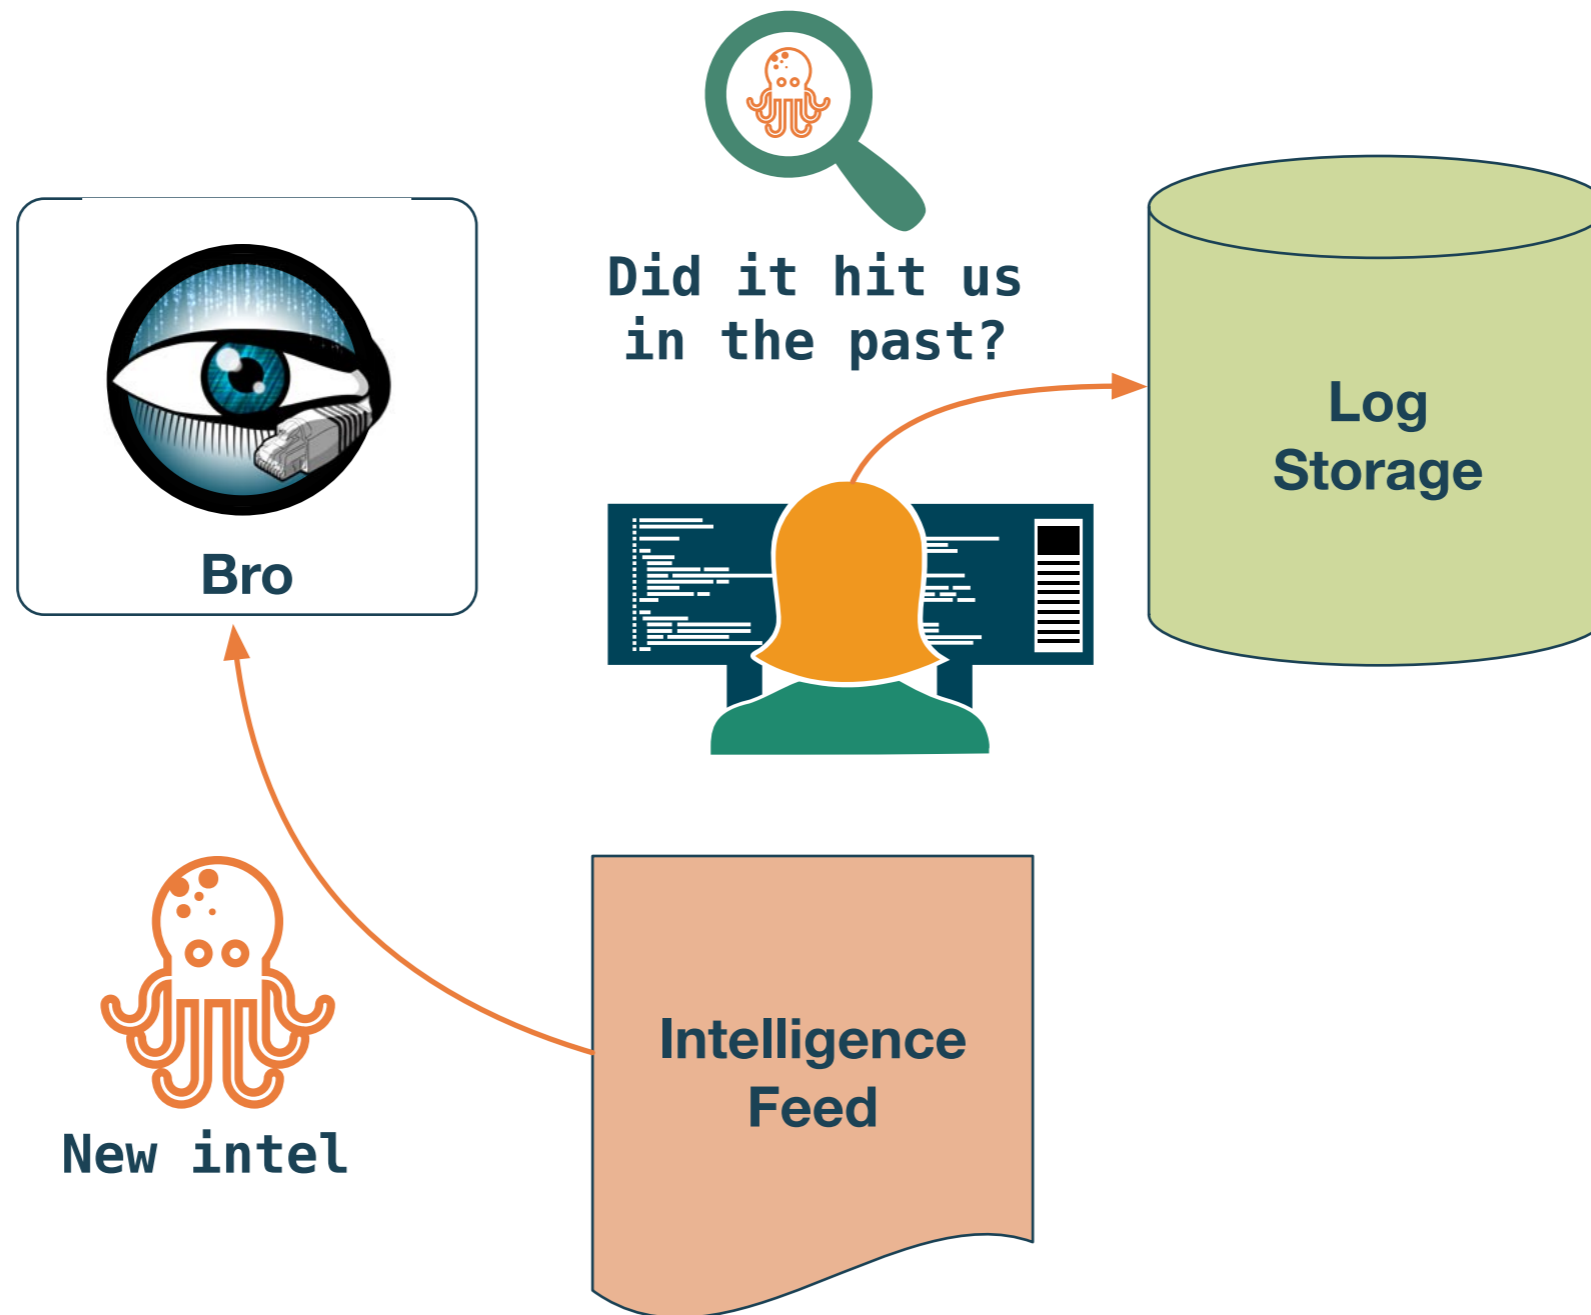 Did it hit us
in the past?
Bro
Log
Storage
New intel
Intelligence
Feed